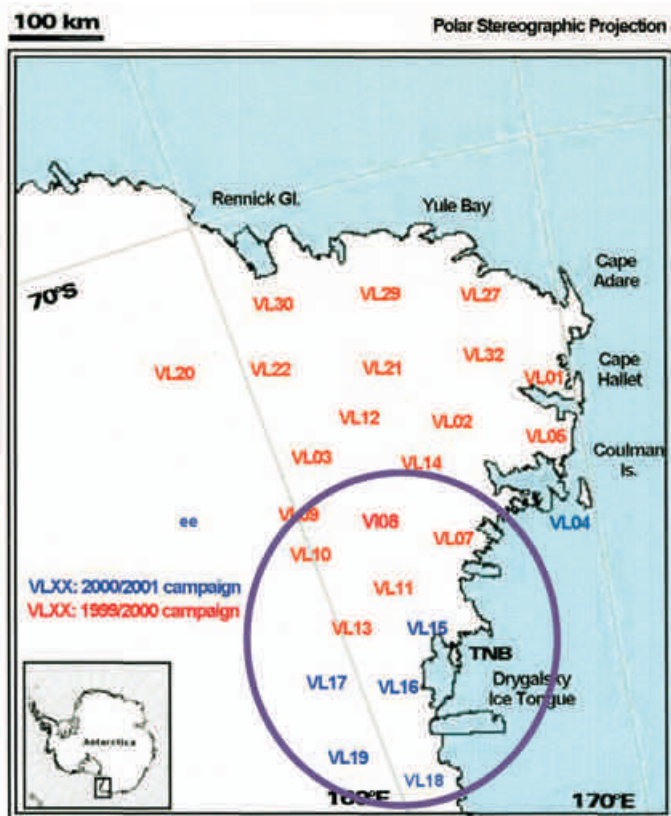 100 km
Polar Stereographic Projection
Rennick Gl.
Yule Bay
Cape
Adare
70°S
VL30
VL29
VL27
VL20
VL22
VL21
VL32
VL01
Cape
Hallet
VL12
VL02
VL05
VL03
VL14
Coulman
Is.
ee
VL09
Vl08
VL07
VL04
VL10
VLXX: 2000/2001 campaign
VLXX: 1999/2000 campaign
VL11
VL13
VL15
TNB
VL17
VL16
Drygalsky
Ice Tongue
Antarctica
VL19
VL18
160°E
170°E